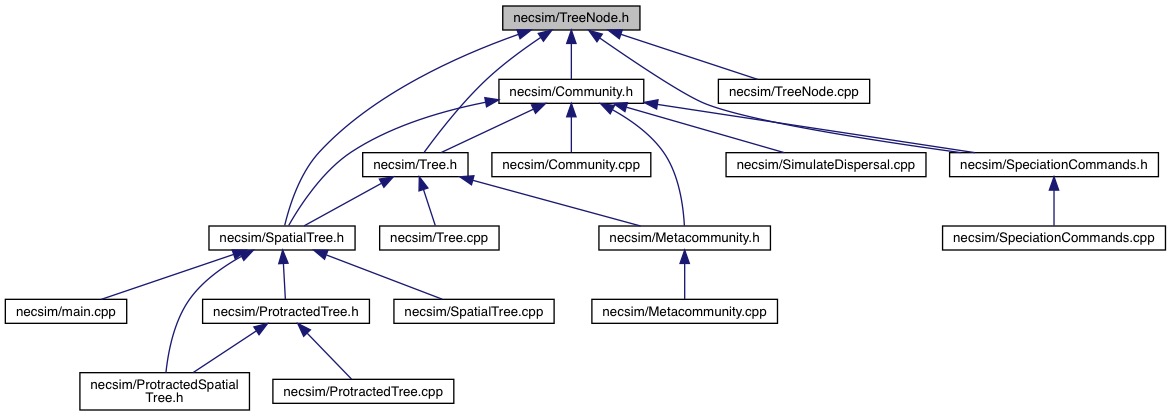 necsim/TreeNode.h
necsim/Community.h
necsim/TreeNode.cpp
necsim/Tree.h
necsim/Community.cpp
necsim/SimulateDispersal.cpp
necsim/SpeciationCommands.h
necsim/SpatialTree.h
necsim/Tree.cpp
necsim/Metacommunity.h
necsim/SpeciationCommands.cpp
necsim/main.cpp
necsim/ProtractedTree.h
necsim/SpatialTree.cpp
necsim/Metacommunity.cpp
necsim/ProtractedSpatial
Tree.h
necsim/ProtractedTree.cpp